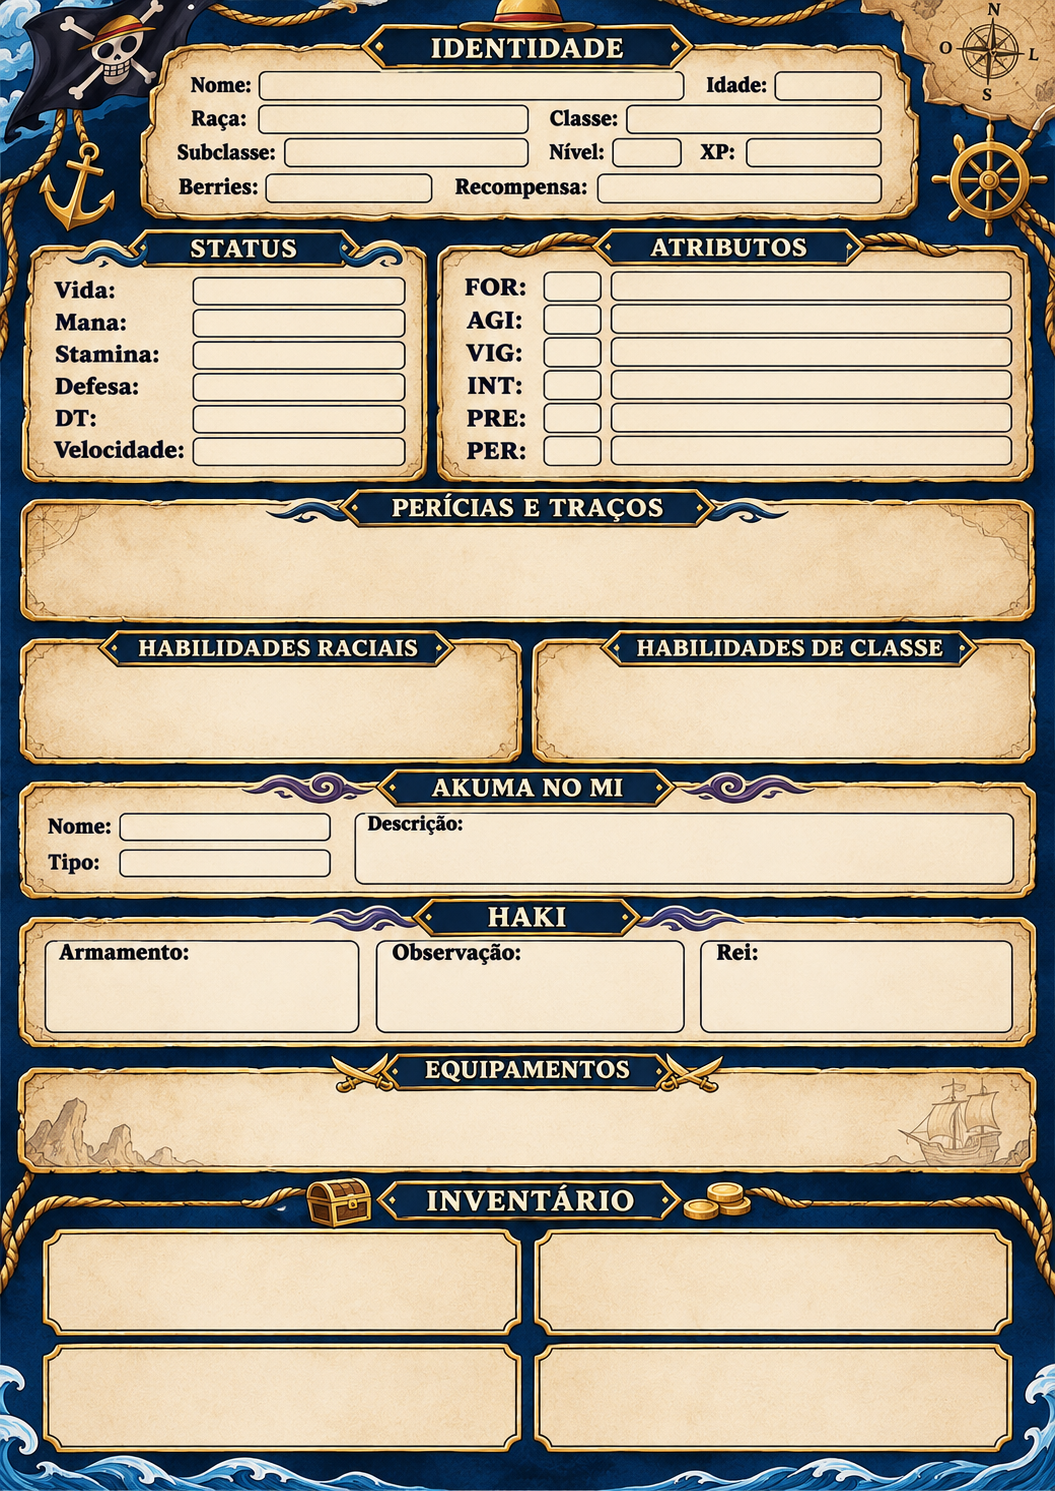 N
O
L
S
IDENTIDADE
Nome: Idade:
Raça: Classe:
Subclasse: Nível: XP:
Berries: Recompensa:
STATUS
Vida:
Mana:
Stamina:
Defesa:
DT:
Velocidade:
ATRIBUTOS
FOR:
AGI:
VIG:
INT:
PRE:
PER:
PERÍCIAS E TRAÇOS
HABILIDADES RACIAIS
HABILIDADES DE CLASSE
AKUMA NO MI
Nome:
Tipo:
Descrição:
HAKI
Armamento:
Observação:
Rei:
EQUIPAMENTOS
INVENTÁRIO